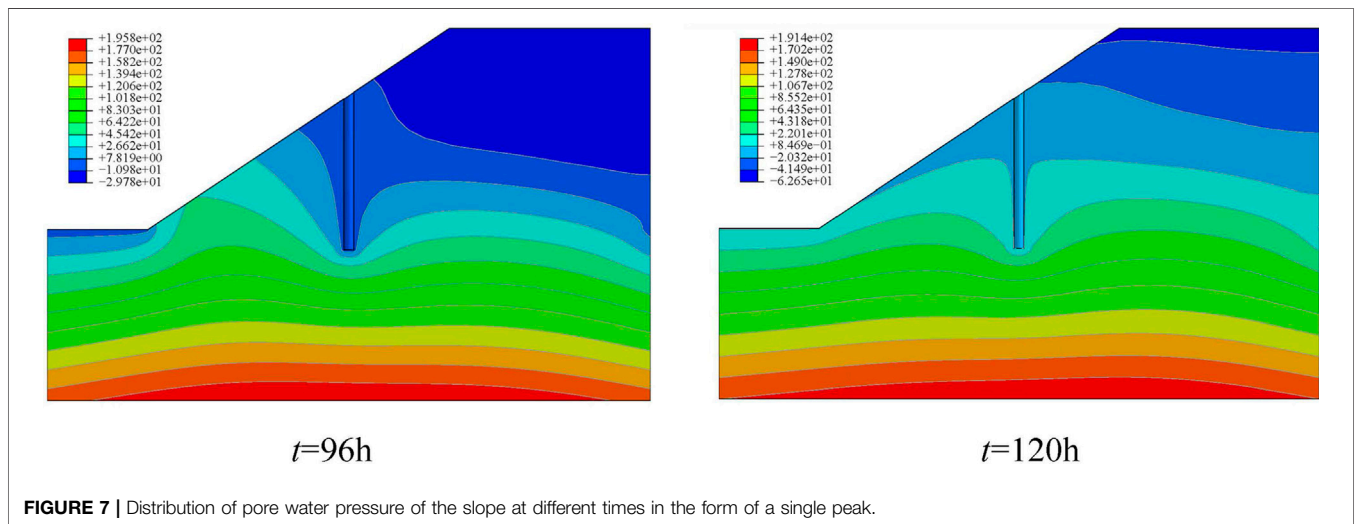 +1.958e+02
+1.770e+02
+1.582e+02
+1.394e+02
+1.206e+02
+1.018e+02
+8.303e+01
+6.422e+01
+4.542e+01
+2.662e+01
+7.819e+00
−1.098e+01
−2.978e+01
+1.914e+02
+1.702e+02
+1.490e+02
+1.278e+02
+1.067e+02
+8.552e+01
+6.435e+01
+4.318e+01
+2.201e+01
+8.469e−01
−2.032e+01
−4.149e+01
−6.265e+01
t=96h
t=120h
FIGURE 7 | Distribution of pore water pressure of the slope at different times in the form of a single peak.